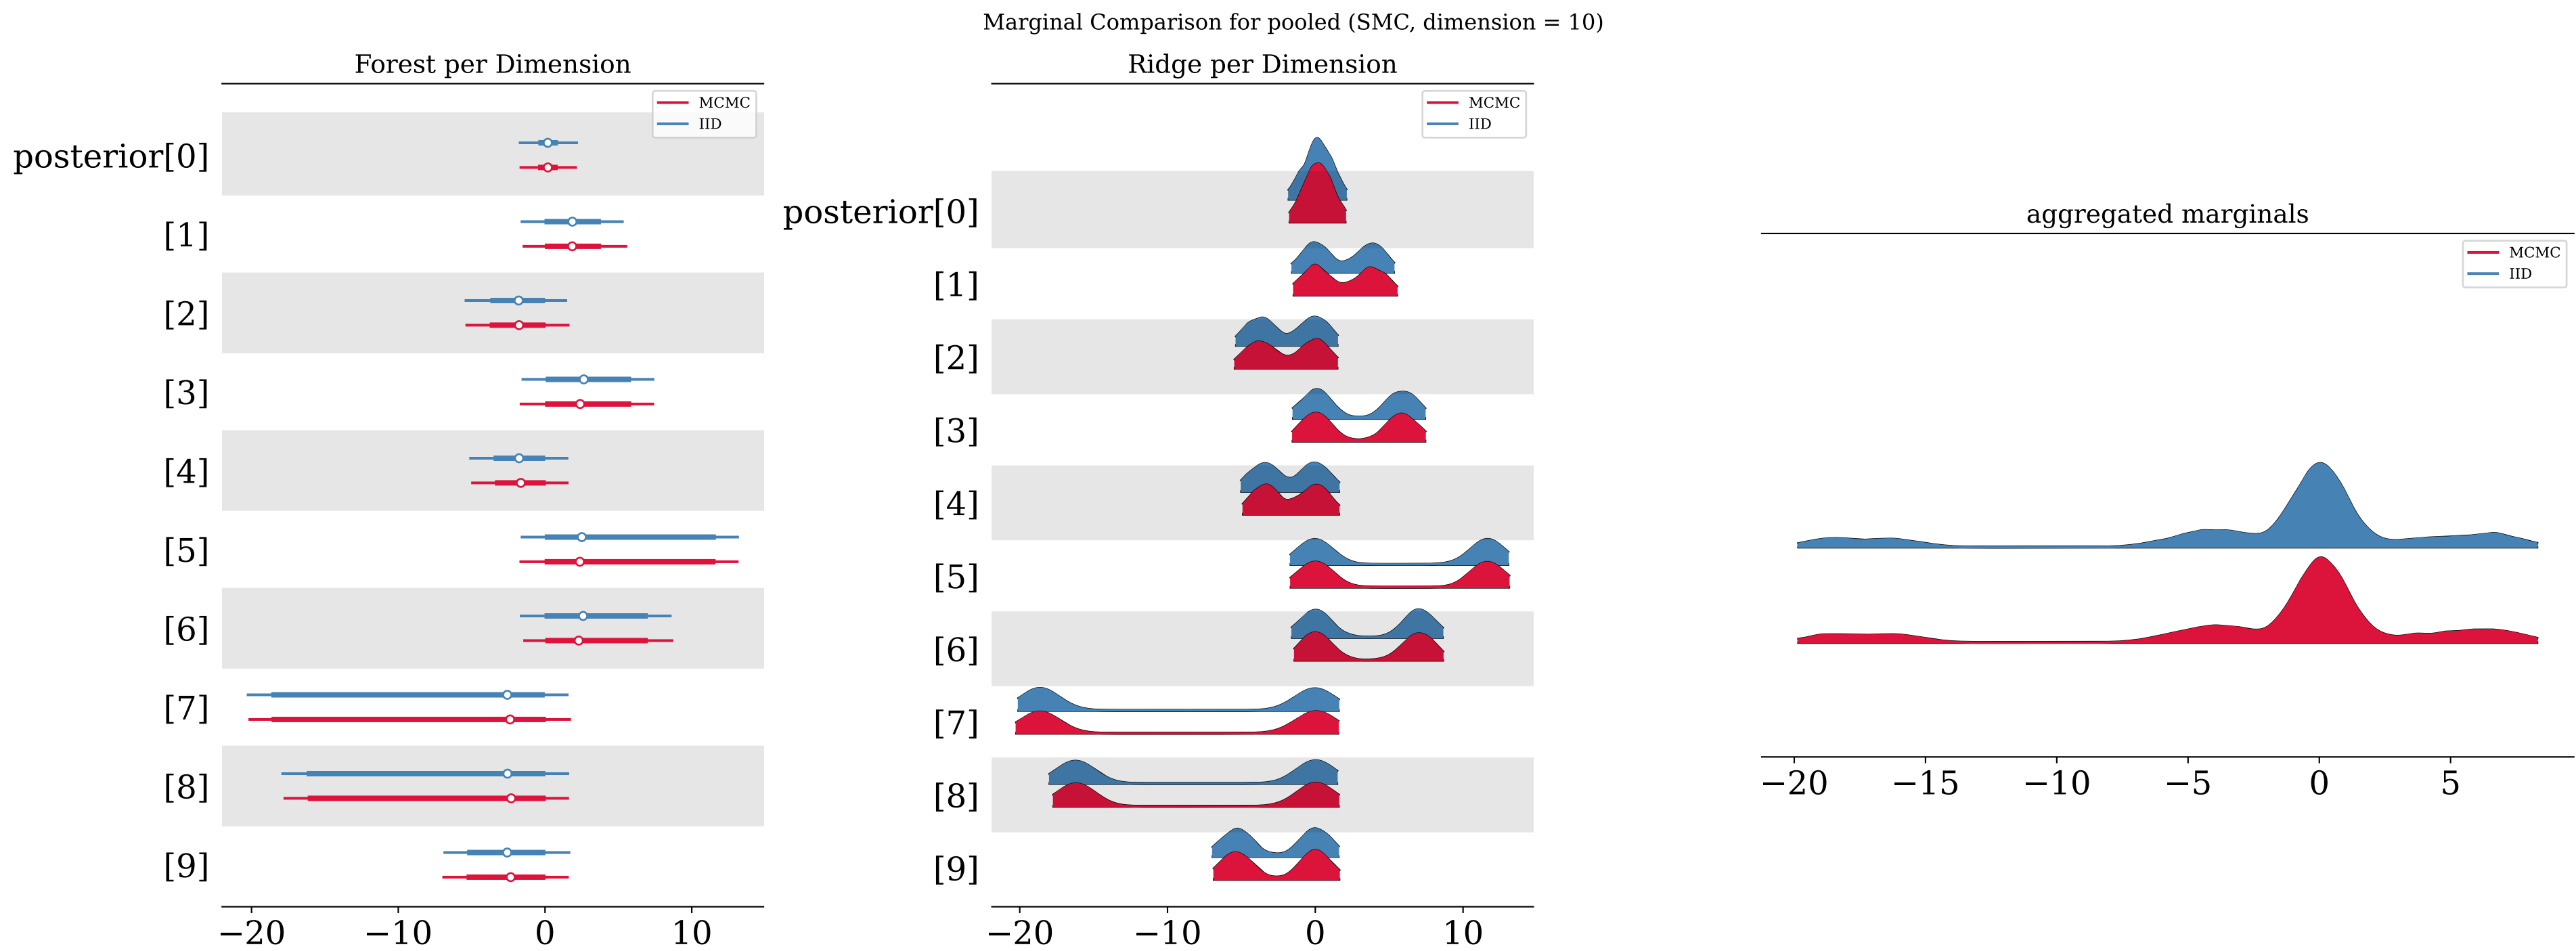 Marginal Comparison for pooled (SMC, dimension = 10)
Forest per Dimension
MCMC
IID
posterior[0]
[1]
[2]
[3]
[4]
[5]
[6]
[7]
[8]
[9]
−20 −10 0 10
Ridge per Dimension
MCMC
IID
posterior[0]
[1]
[2]
[3]
[4]
[5]
[6]
[7]
[8]
[9]
−20 −10 0 10
aggregated marginals
MCMC
IID
−20 −15 −10 −5 0 5